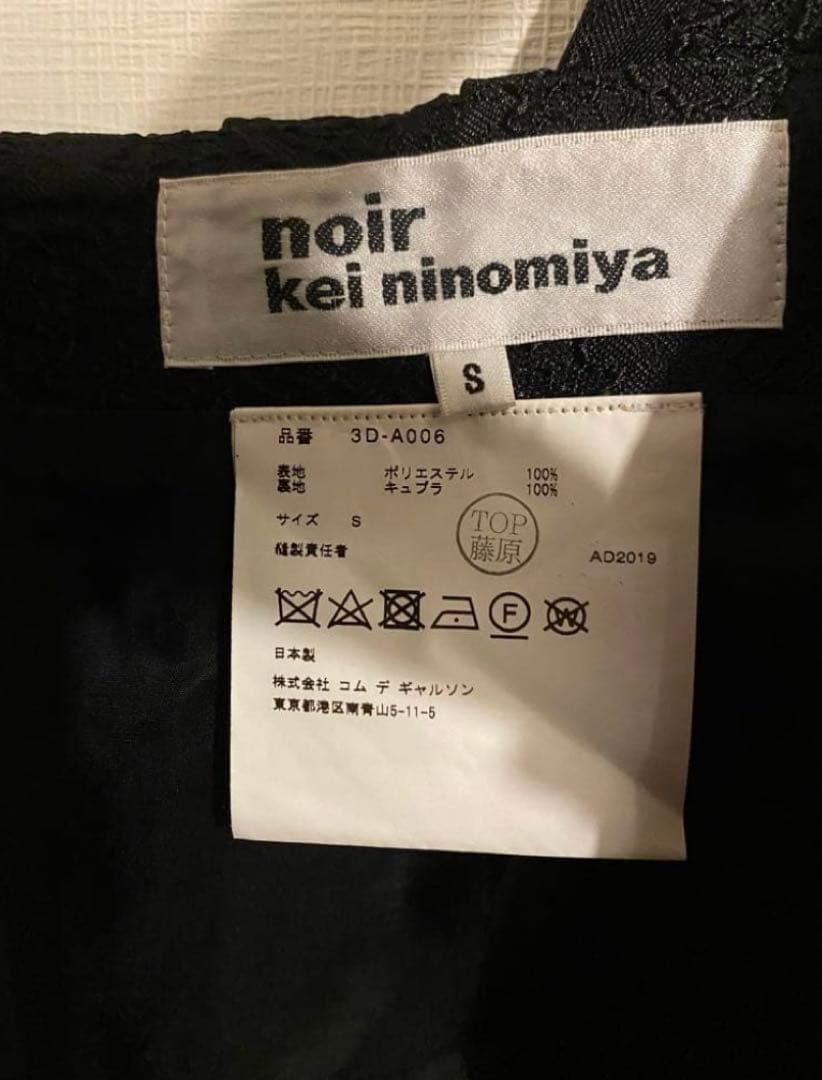 noir
kei ninomiya
S
品番 3D-A006
表地 ポリエステル 100%
裏地 キュプラ 100%
サイズ S
縫製責任者
TOP
藤原
AD2019
F
W
日本製
株式会社 コム デ ギャルソン
東京都港区南青山5-11-5